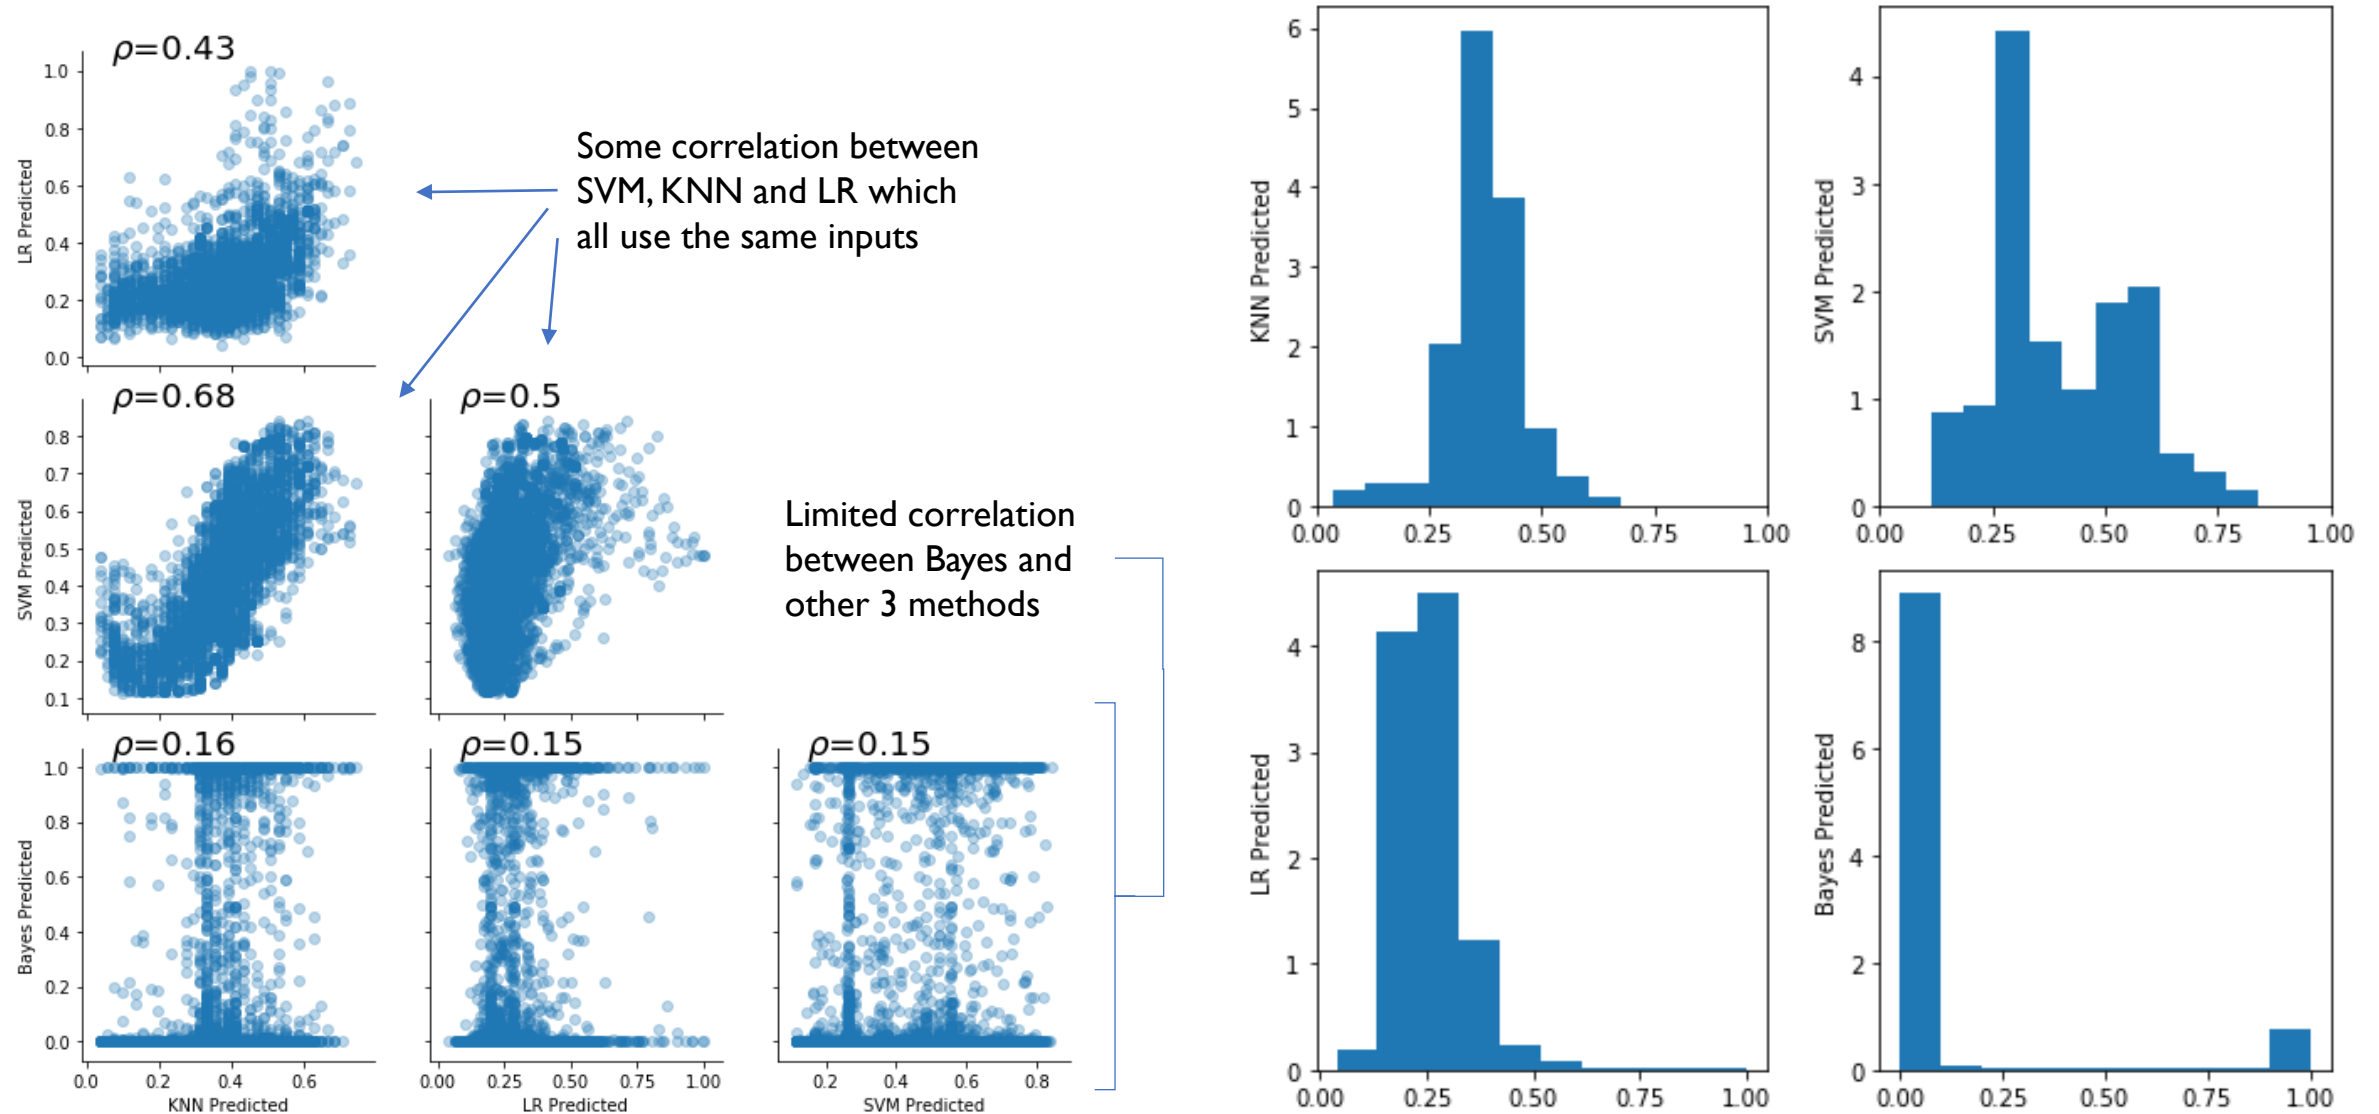 ρ=0.43
1.0
0.8
0.6
0.4
0.2
0.0
LR Predicted
Some correlation between
SVM, KNN and LR which
all use the same inputs
ρ=0.68
0.8
0.7
0.6
0.5
0.4
0.3
0.2
0.1
SVM Predicted
ρ=0.5
Limited correlation
between Bayes and
other 3 methods
ρ=0.16
1.0
0.8
0.6
0.4
0.2
0.0
Bayes Predicted
0.0 0.2 0.4 0.6
KNN Predicted
ρ=0.15
0.00 0.25 0.50 0.75 1.00
LR Predicted
ρ=0.15
0.2 0.4 0.6 0.8
SVM Predicted
6
5
4
3
2
1
0
KNN Predicted
0.00 0.25 0.50 0.75 1.00
4
3
2
1
0
SVM Predicted
0.00 0.25 0.50 0.75 1.00
4
3
2
1
0
LR Predicted
0.00 0.25 0.50 0.75 1.00
8
6
4
2
0
Bayes Predicted
0.00 0.25 0.50 0.75 1.00